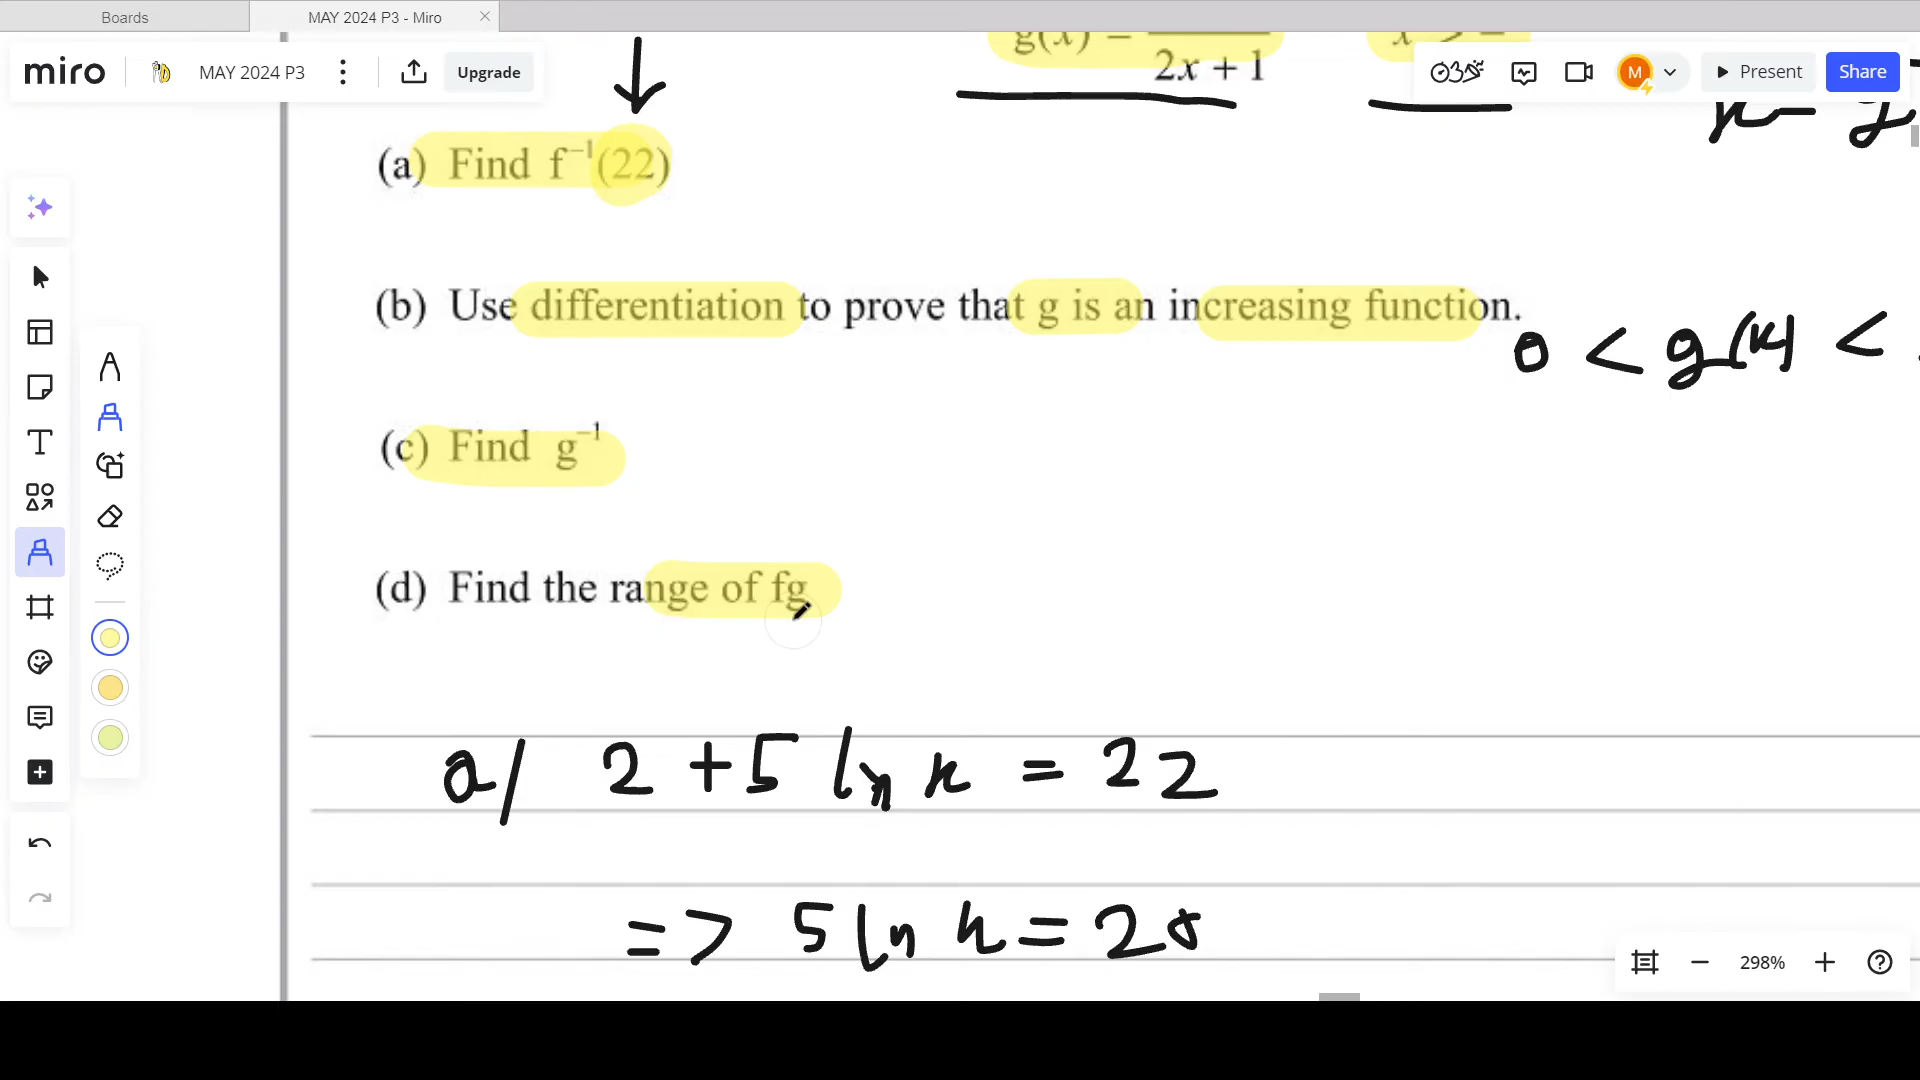 Boards
MAY 2024 P3 - Miro
miro
MAY 2024 P3
Upgrade
M
Present
Share
g(x) =
2x + 1
(a) Find f⁻¹(22)
(b) Use differentiation to prove that g is an increasing function.
0 < g(x) <
(c) Find g⁻¹
(d) Find the range of fg
a/ 2 + 5 ln x = 22
=> 5 ln x = 20
298%